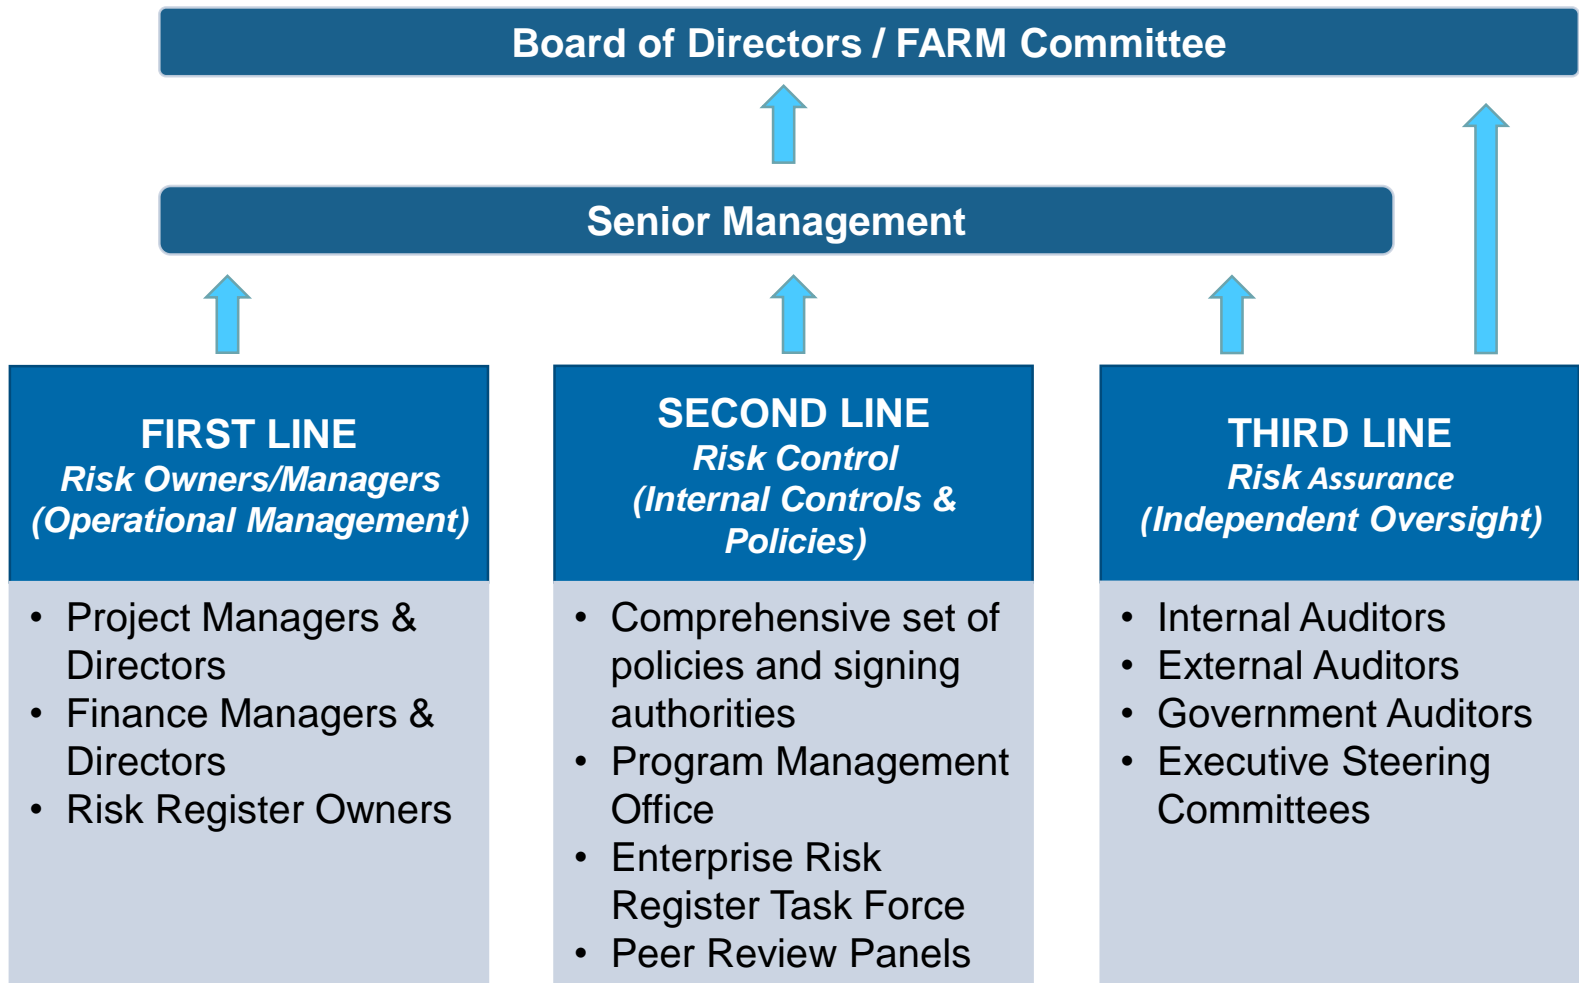 Board of Directors / FARM Committee
Senior Management
FIRST LINE
Risk Owners/Managers
(Operational Management)
• Project Managers &
Directors
• Finance Managers &
Directors
• Risk Register Owners
SECOND LINE
Risk Control
(Internal Controls &
Policies)
• Comprehensive set of
policies and signing
authorities
• Program Management
Office
• Enterprise Risk
Register Task Force
• Peer Review Panels
THIRD LINE
Risk Assurance
(Independent Oversight)
• Internal Auditors
• External Auditors
• Government Auditors
• Executive Steering
Committees